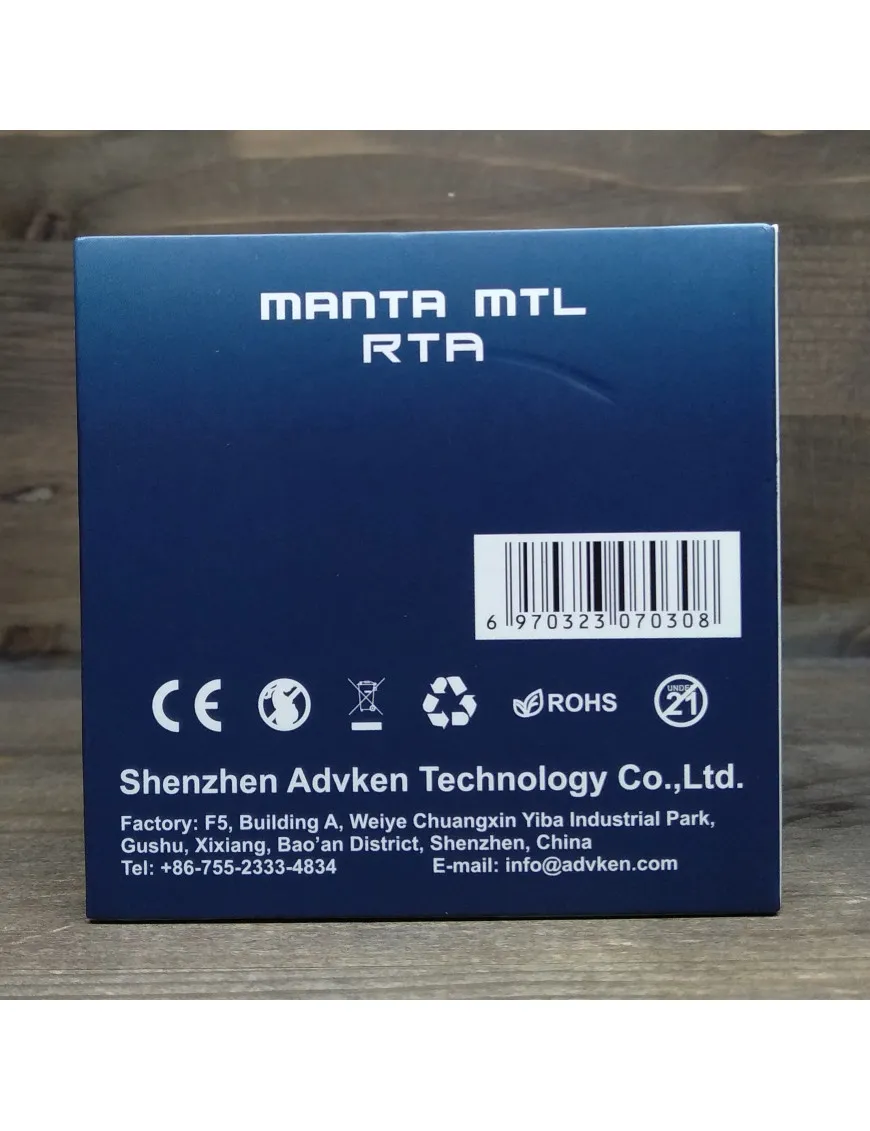 MANTA MTL
RTA
6 970323 070308
CE
ROHS
UNDER
21
Shenzhen Advken Technology Co.,Ltd.
Factory: F5, Building A, Weiye Chuangxin Yiba Industrial Park,
Gushu, Xixiang, Bao'an District, Shenzhen, China
Tel: +86-755-2333-4834 E-mail: info@advken.com